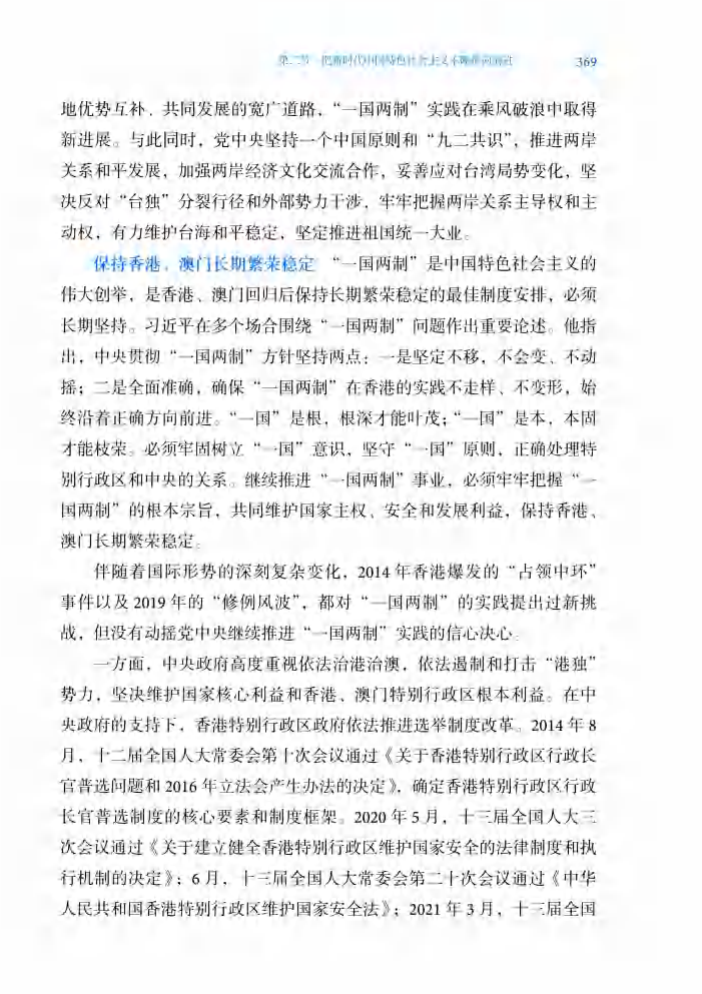 第二节 把新时代中国特色社会主义不断推向前进 369
地优势互补、共同发展的宽广道路，“一国两制”实践在乘风破浪中取得
新进展。与此同时，党中央坚持一个中国原则和“九二共识”，推进两岸
关系和平发展，加强两岸经济文化交流合作，妥善应对台湾局势变化，坚
决反对“台独”分裂行径和外部势力干涉，牢牢把握两岸关系主导权和主
动权，有力维护台海和平稳定，坚定推进祖国统一大业。
保持香港、澳门长期繁荣稳定 “一国两制”是中国特色社会主义的
伟大创举，是香港、澳门回归后保持长期繁荣稳定的最佳制度安排，必须
长期坚持。习近平在多个场合围绕“一国两制”问题作出重要论述。他指
出，中央贯彻“一国两制”方针坚持两点：一是坚定不移，不会变、不动
摇；二是全面准确，确保“一国两制”在香港的实践不走样、不变形，始
终沿着正确方向前进。“一国”是根，根深才能叶茂；“一国”是本，本固
才能枝荣。必须牢固树立“一国”意识，坚守“一国”原则，正确处理特
别行政区和中央的关系。继续推进“一国两制”事业，必须牢牢把握“一
国两制”的根本宗旨，共同维护国家主权、安全和发展利益，保持香港、
澳门长期繁荣稳定。
伴随着国际形势的深刻复杂变化，2014年香港爆发的“占领中环”
事件以及2019年的“修例风波”，都对“一国两制”的实践提出过新挑
战，但没有动摇党中央继续推进“一国两制”实践的信心决心。
一方面，中央政府高度重视依法治港治澳，依法遏制和打击“港独”
势力，坚决维护国家核心利益和香港、澳门特别行政区根本利益。在中
央政府的支持下，香港特别行政区政府依法推进选举制度改革。2014年8
月，十二届全国人大常委会第十次会议通过《关于香港特别行政区行政长
官普选问题和2016年立法会产生办法的决定》，确定香港特别行政区行政
长官普选制度的核心要素和制度框架。2020年5月，十三届全国人大三
次会议通过《关于建立健全香港特别行政区维护国家安全的法律制度和执
行机制的决定》；6月，十三届全国人大常委会第二十次会议通过《中华
人民共和国香港特别行政区维护国家安全法》；2021年3月，十三届全国